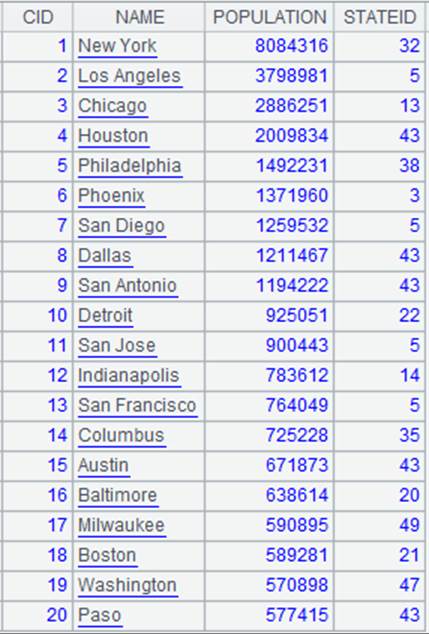 CID NAME POPULATION STATEID
1 New York 8084316 32
2 Los Angeles 3798981 5
3 Chicago 2886251 13
4 Houston 2009834 43
5 Philadelphia 1492231 38
6 Phoenix 1371960 3
7 San Diego 1259532 5
8 Dallas 1211467 43
9 San Antonio 1194222 43
10 Detroit 925051 22
11 San Jose 900443 5
12 Indianapolis 783612 14
13 San Francisco 764049 5
14 Columbus 725228 35
15 Austin 671873 43
16 Baltimore 638614 20
17 Milwaukee 590895 49
18 Boston 589281 21
19 Washington 570898 47
20 Paso 577415 43